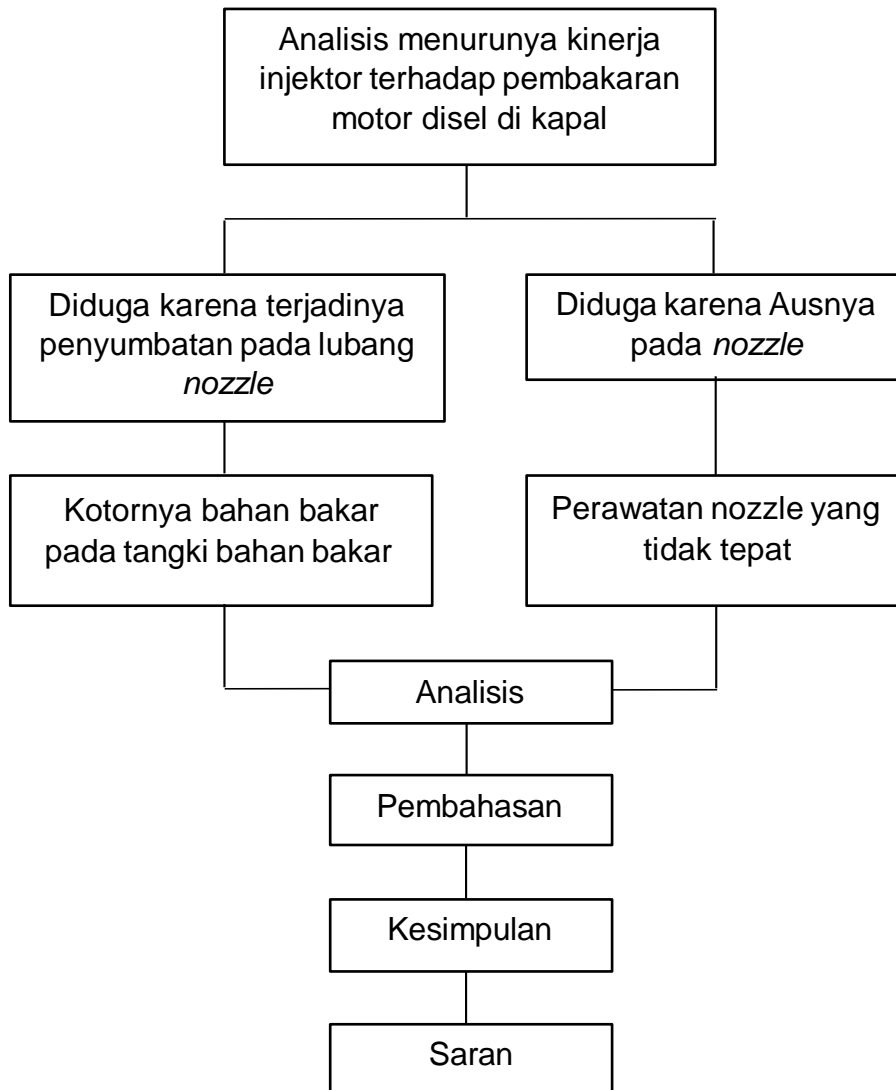 Analisis menurunya kinerja
injektor terhadap pembakaran
motor disel di kapal
Diduga karena terjadinya
penyumbatan pada lubang
nozzle
Diduga karena Ausnya
pada nozzle
Kotornya bahan bakar
pada tangki bahan bakar
Perawatan nozzle yang
tidak tepat
Analisis
Pembahasan
Kesimpulan
Saran